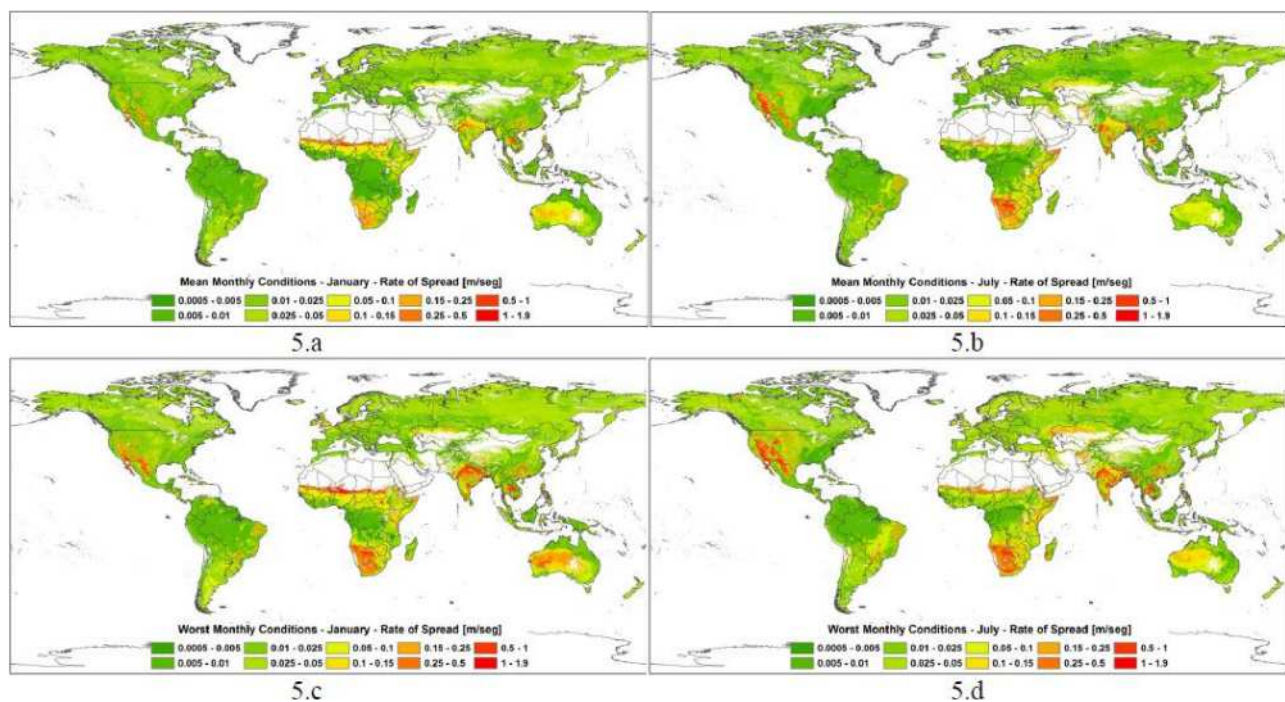 Mean Monthly Conditions - January - Rate of Spread [m/seg]
0.0005 - 0.005 0.01 - 0.025 0.05 - 0.1 0.15 - 0.25 0.5 - 1
0.005 - 0.01 0.025 - 0.05 0.1 - 0.15 0.25 - 0.5 1 - 1.9
5.a
Mean Monthly Conditions - July - Rate of Spread [m/seg]
0.0005 - 0.005 0.01 - 0.025 0.05 - 0.1 0.15 - 0.25 0.5 - 1
0.005 - 0.01 0.025 - 0.05 0.1 - 0.15 0.25 - 0.5 1 - 1.9
5.b
Worst Monthly Conditions - January - Rate of Spread [m/seg]
0.0005 - 0.005 0.01 - 0.025 0.05 - 0.1 0.15 - 0.25 0.5 - 1
0.005 - 0.01 0.025 - 0.05 0.1 - 0.15 0.25 - 0.5 1 - 1.9
5.c
Worst Monthly Conditions - July - Rate of Spread [m/seg]
0.0005 - 0.005 0.01 - 0.025 0.05 - 0.1 0.15 - 0.25 0.5 - 1
0.005 - 0.01 0.025 - 0.05 0.1 - 0.15 0.25 - 0.5 1 - 1.9
5.d